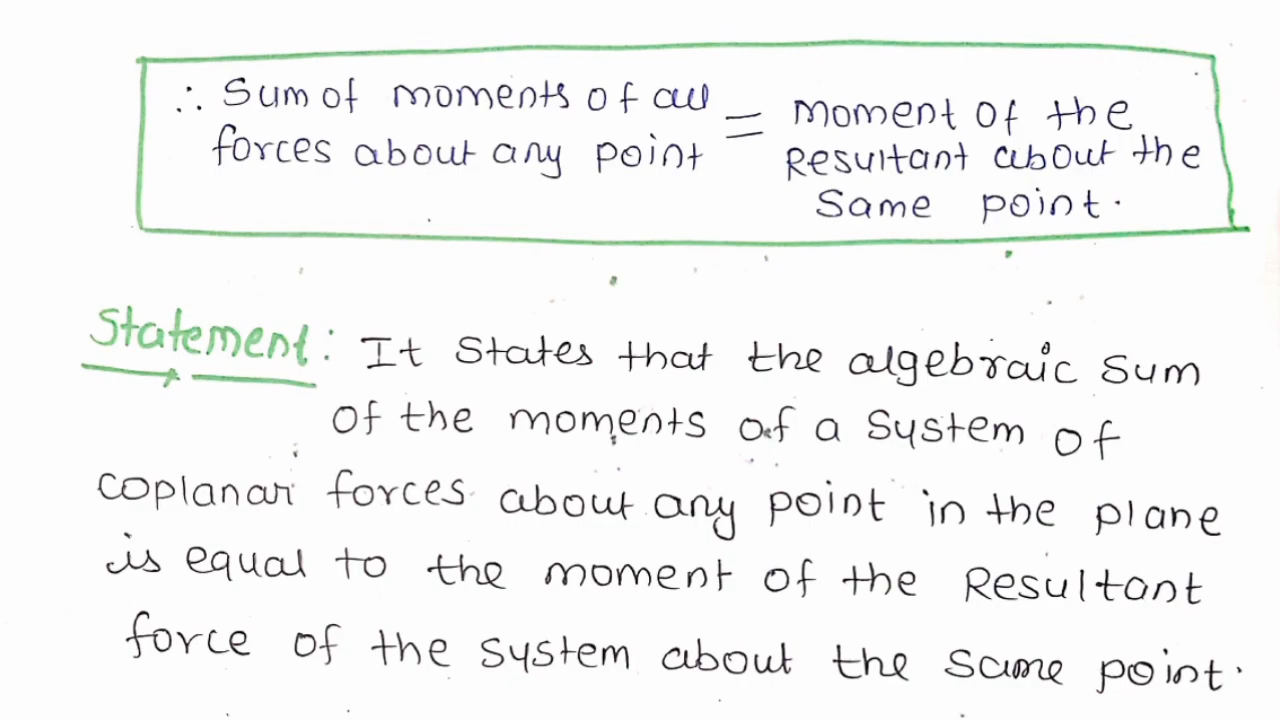 ∴ Sum of moments of all
forces about any point
=
moment of the
Resultant about the
Same point.
Statement:
It States that the algebraic Sum
of the moments of a System of
coplanar forces about any point in the plane
is equal to the moment of the Resultant
force of the System about the Same point.